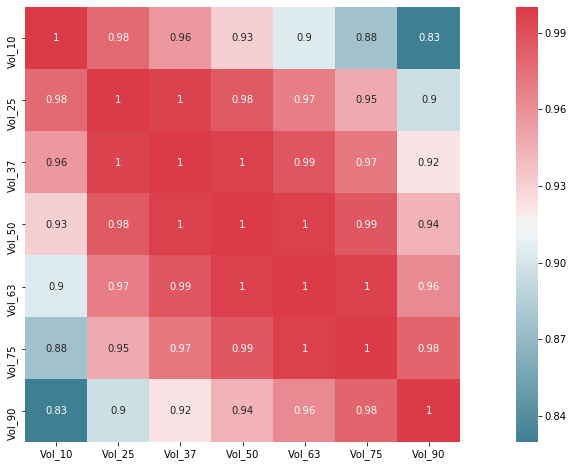 Vol_10 1 0.98 0.96 0.93 0.9 0.88 0.83
Vol_25 0.98 1 1 0.98 0.97 0.95 0.9
Vol_37 0.96 1 1 1 0.99 0.97 0.92
Vol_50 0.93 0.98 1 1 1 0.99 0.94
Vol_63 0.9 0.97 0.99 1 1 1 0.96
Vol_75 0.88 0.95 0.97 0.99 1 1 0.98
Vol_90 0.83 0.9 0.92 0.94 0.96 0.98 1
Vol_10 Vol_25 Vol_37 Vol_50 Vol_63 Vol_75 Vol_90
0.99
0.96
0.93
0.90
0.87
0.84